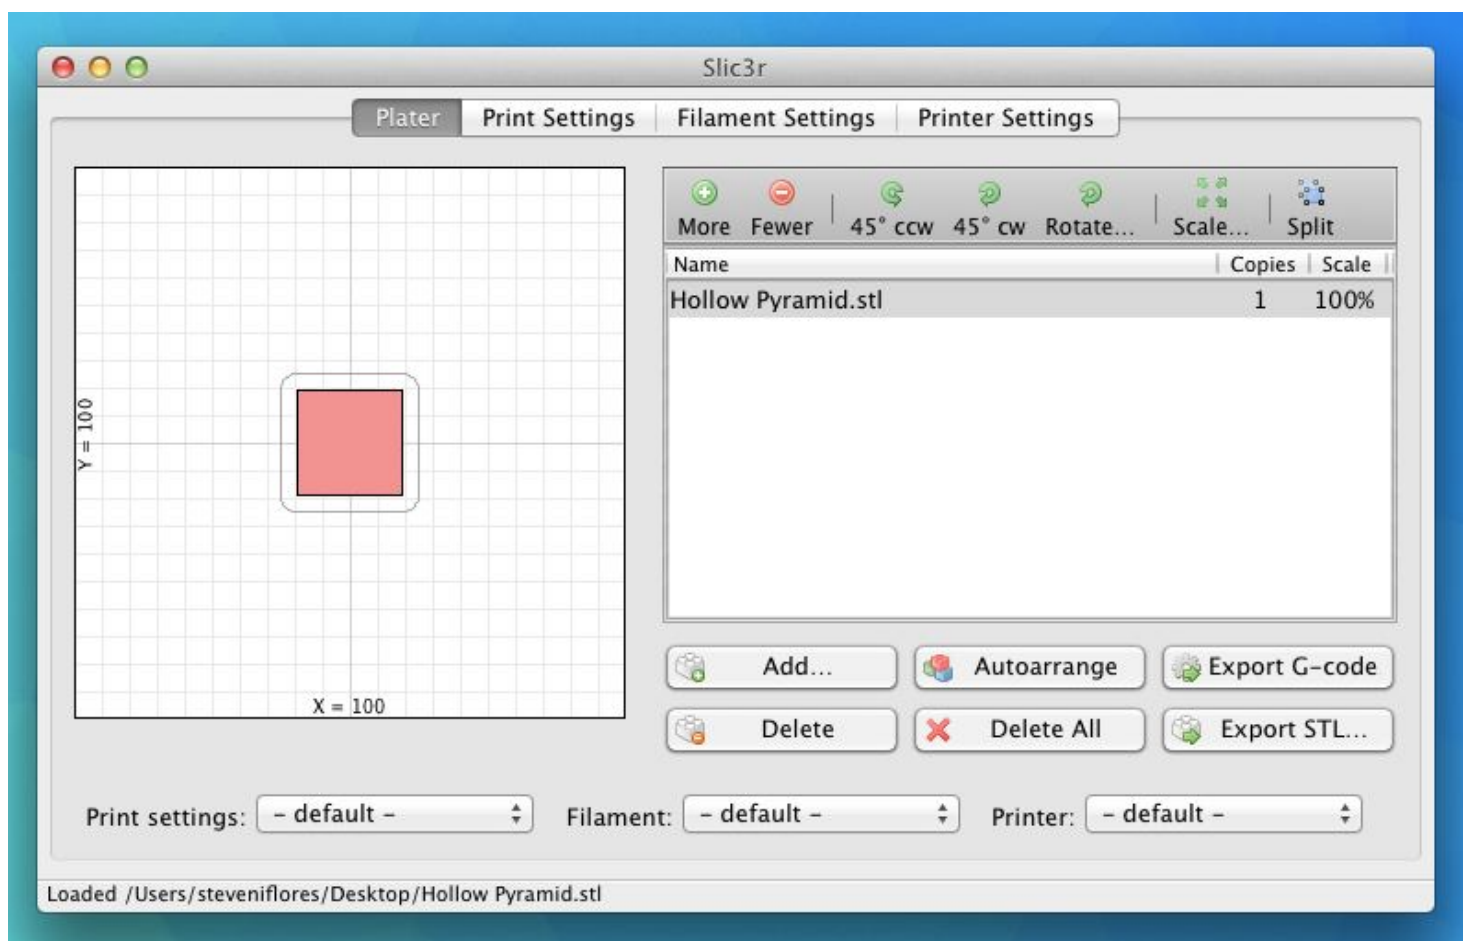 Slic3r
Plater Print Settings Filament Settings Printer Settings
More Fewer 45° ccw 45° cw Rotate... Scale... Split
Name Copies Scale
Hollow Pyramid.stl 1 100%
Y = 100
X = 100
Add... Autoarrange Export G-code
Delete Delete All Export STL...
Print settings: - default - Filament: - default - Printer: - default -
Loaded /Users/steveniflores/Desktop/Hollow Pyramid.stl